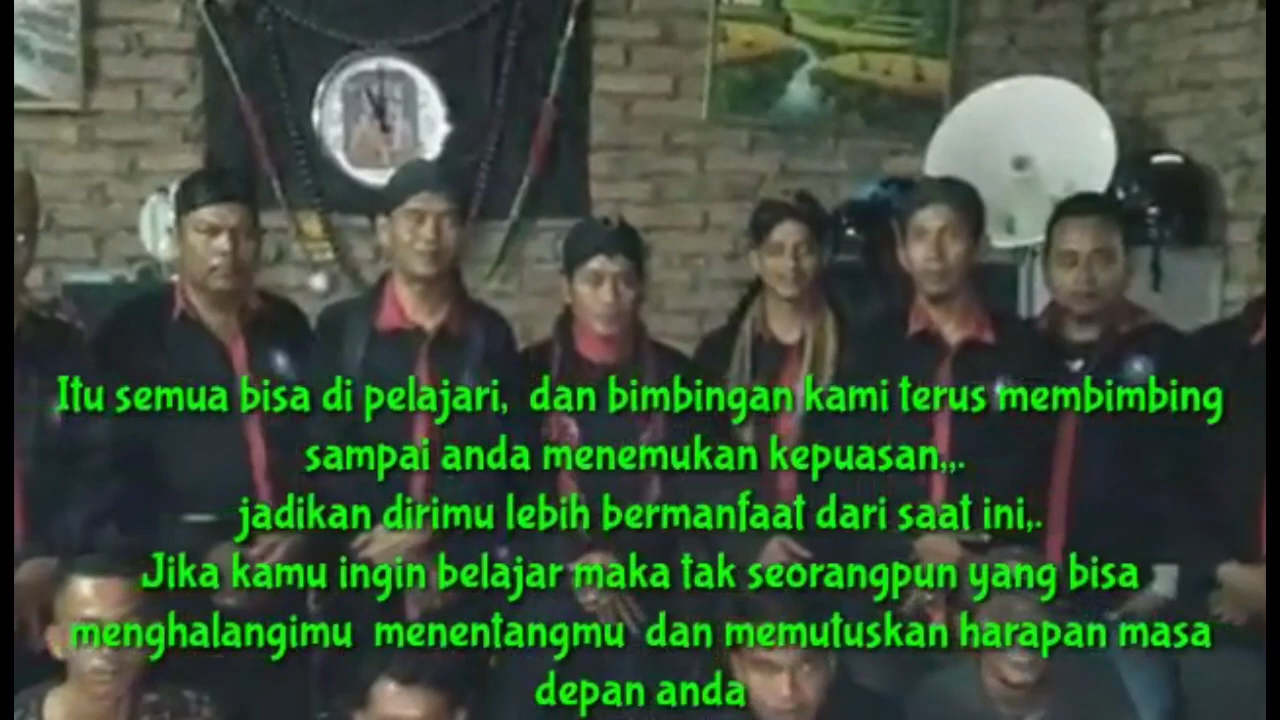 Itu semua bisa di pelajari, dan bimbingan kami terus membimbing
sampai anda menemukan kepuasan,,.
jadikan dirimu lebih bermanfaat dari saat ini,.
Jika kamu ingin belajar maka tak seorangpun yang bisa
menghalangimu menentangmu dan memutuskan harapan masa
depan anda